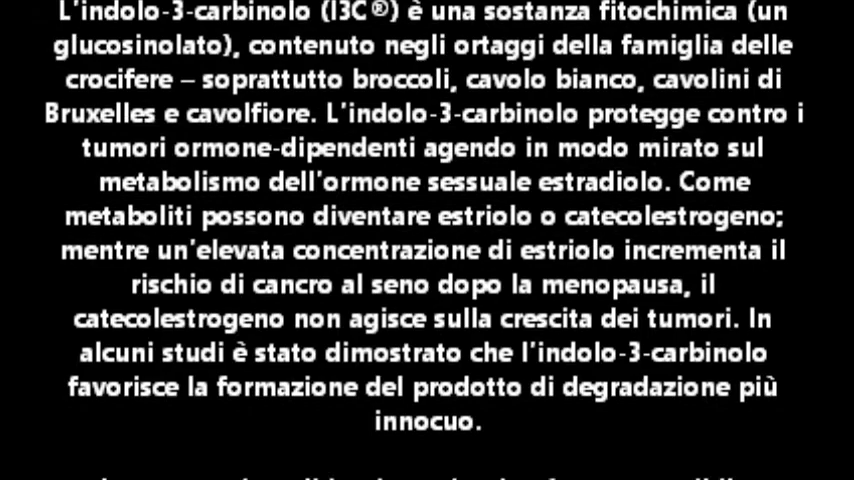 L'indolo-3-carbinolo (I3C®) è una sostanza fitochimica (un
glucosinolato), contenuto negli ortaggi della famiglia delle
crocifere – soprattutto broccoli, cavolo bianco, cavolini di
Bruxelles e cavolfiore. L'indolo-3-carbinolo protegge contro i
tumori ormone-dipendenti agendo in modo mirato sul
metabolismo dell'ormone sessuale estradiolo. Come
metaboliti possono diventare estriolo o catecolestrogeno;
mentre un'elevata concentrazione di estriolo incrementa il
rischio di cancro al seno dopo la menopausa, il
catecolestrogeno non agisce sulla crescita dei tumori. In
alcuni studi è stato dimostrato che l'indolo-3-carbinolo
favorisce la formazione del prodotto di degradazione più
innocuo.